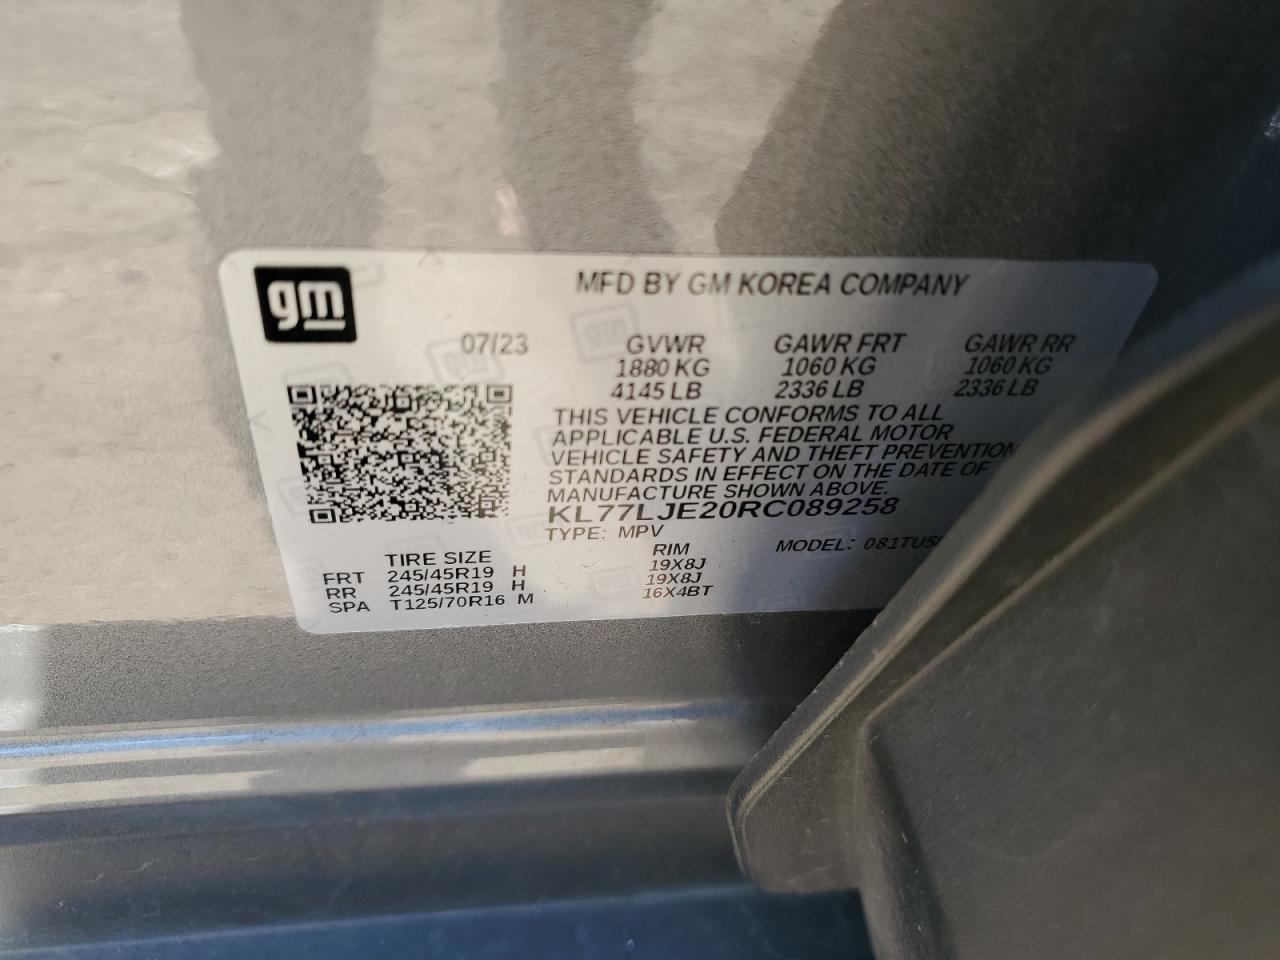 gm
MFD BY GM KOREA COMPANY
07/23 GVWR GAWR FRT GAWR RR
1880 KG 1060 KG 1060 KG
4145 LB 2336 LB 2336 LB
THIS VEHICLE CONFORMS TO ALL
APPLICABLE U.S. FEDERAL MOTOR
VEHICLE SAFETY AND THEFT PREVENTION
STANDARDS IN EFFECT ON THE DATE OF
MANUFACTURE SHOWN ABOVE.
KL77LJE20RC089258
TYPE: MPV MODEL:
TIRE SIZE RIM
FRT 245/45R19 H 19X8J
RR 245/45R19 H 19X8J
SPA T125/70R16 M 16X4BT